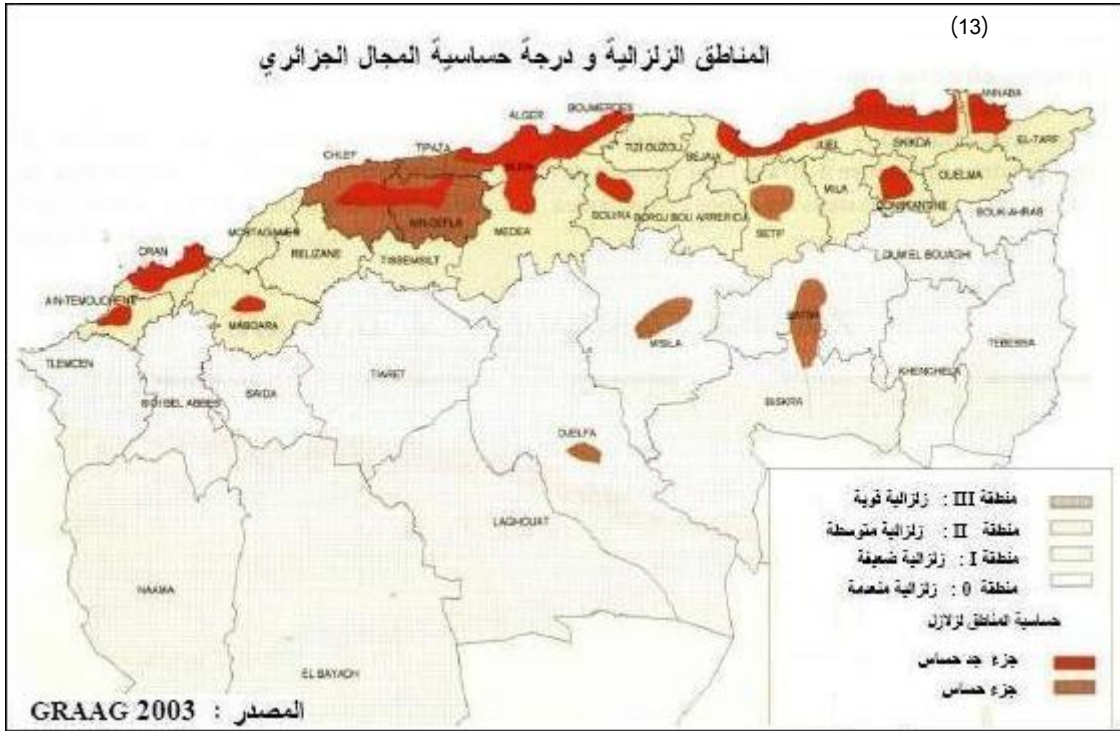 (13)
المناطق الزلزالية و درجة حساسية المجال الجزائري
ANNABA
BOUMERDES
ALGER
SKIKDA
EL-TARF
TIPAZA
TIZI OUZOU
JIJEL
CHLEF
BEJAIA
GUELMA
MILA
CONSTANTINE
BOUIRA
BORDJ BOU ARRERIDJ
SOUK-AHRAS
AIN-DEFLA
MEDEA
SETIF
MOSTAGANEM
RELIZANE
TISSEMSILT
ORAN
OUM EL BOUAGHI
AIN-TEMOUCHENT
MASCARA
BATNA
M'SILA
TEBESSA
TLEMCEN
TIARET
KHENCHELA
SIDI BEL ABBES
SAIDA
BISKRA
DJELFA
LAGHOUAT
NAAMA
EL BAYADH
منطقة III : زلزالية قوية
منطقة II : زلزالية متوسطة
منطقة I : زلزالية ضعيفة
منطقة 0 : زلزالية منعدمة
حساسية المناطق لزلازل
جزء جد حساس
جزء حساس
المصدر : GRAAG 2003